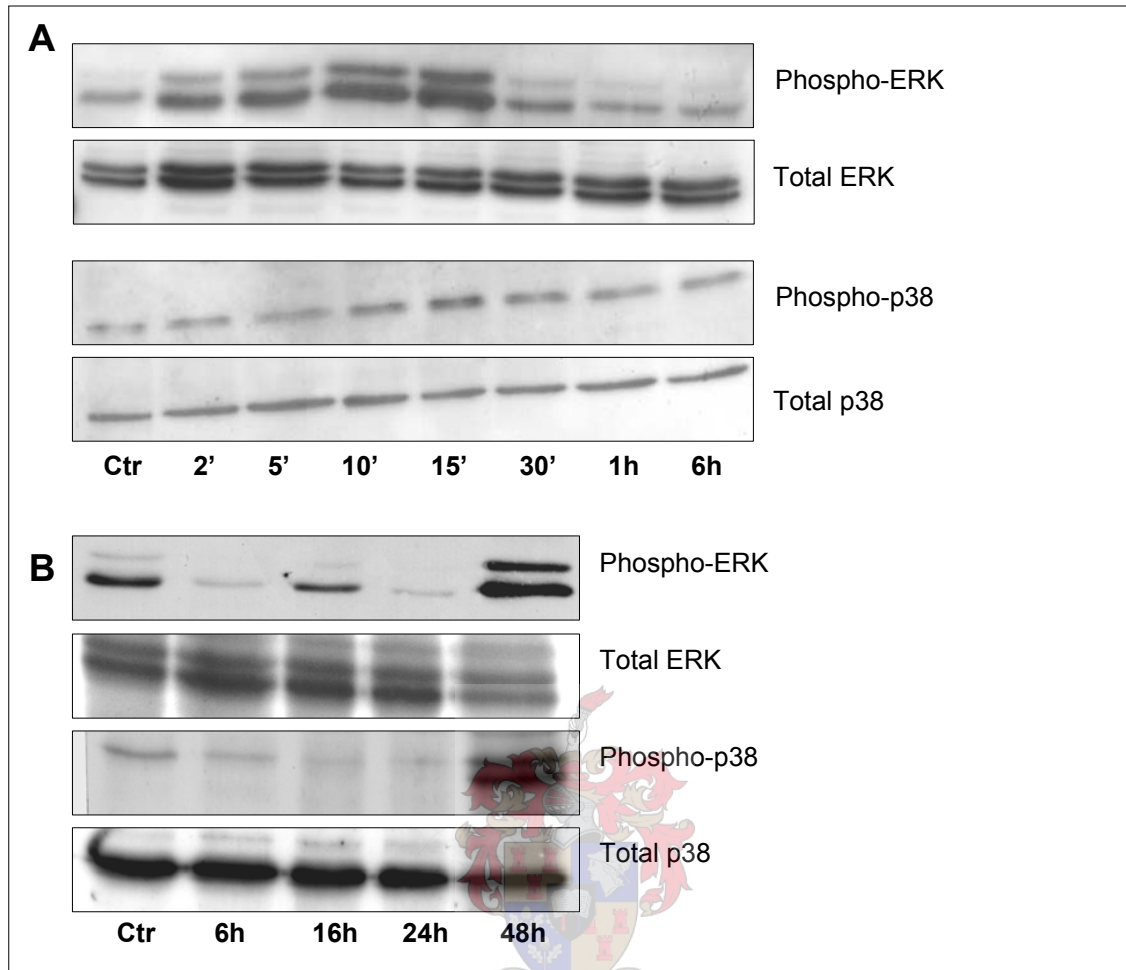 A
Phospho-ERK
Total ERK
Phospho-p38
Total p38
Ctr 2’ 5’ 10’ 15’ 30’ 1h 6h
B
Phospho-ERK
Total ERK
Phospho-p38
Total p38
Ctr 6h 16h 24h 48h